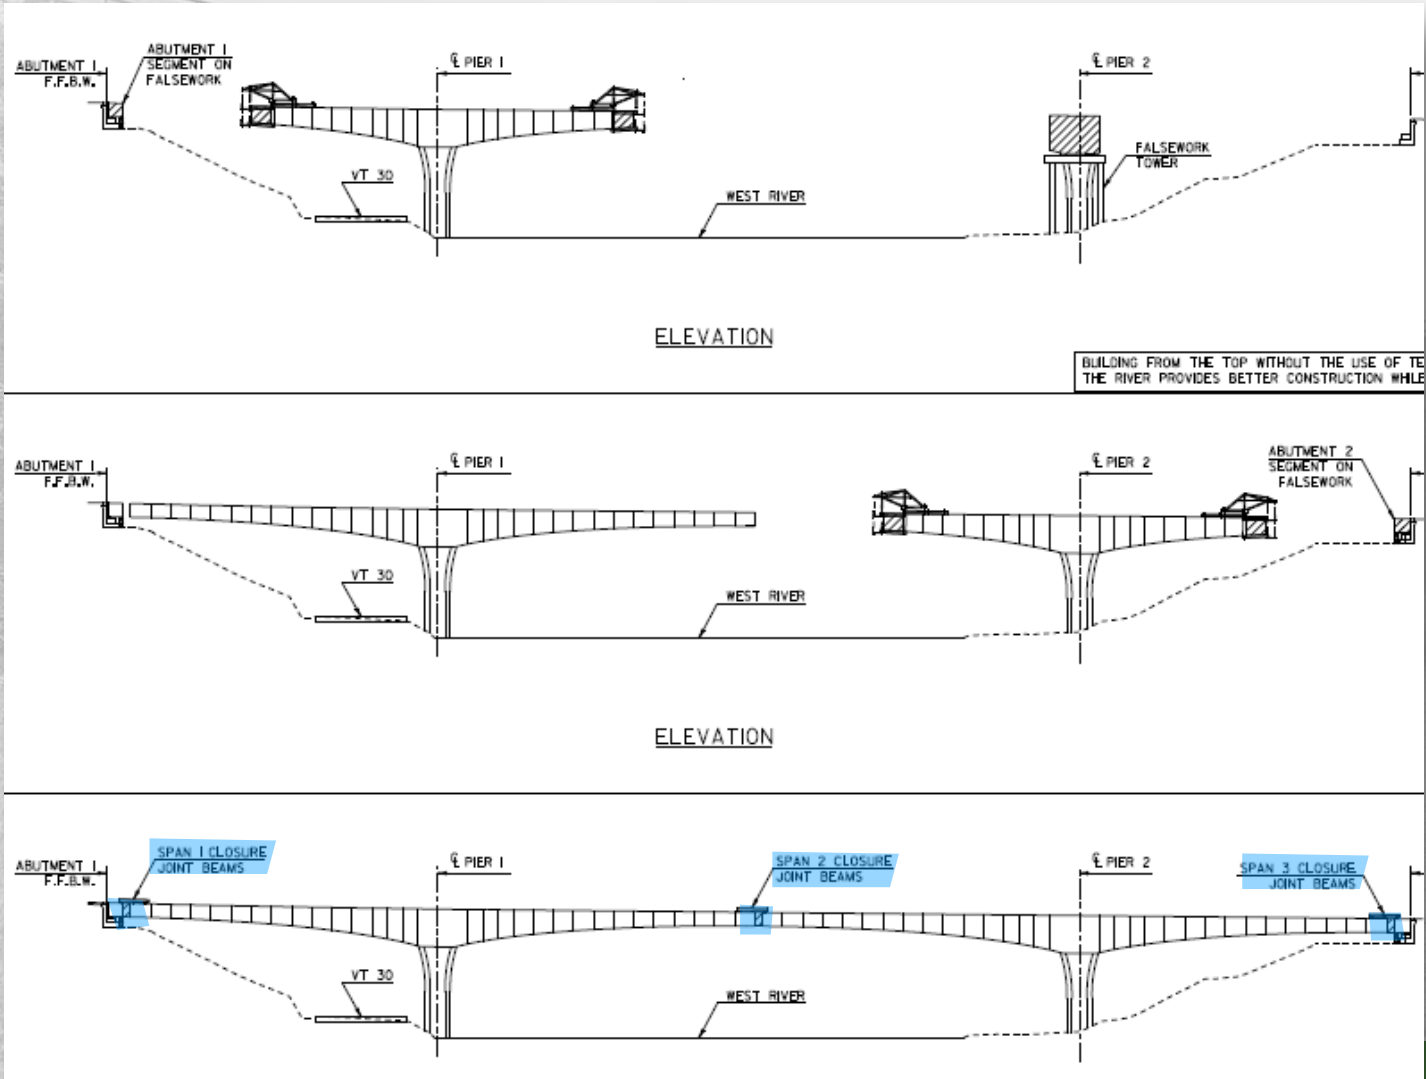 ABUTMENT 1
F.F.B.W.
ABUTMENT 1
SEGMENT ON
FALSEWORK
℄ PIER 1
℄ PIER 2
VT 30
WEST RIVER
FALSEWORK
TOWER
ELEVATION
BUILDING FROM THE TOP WITHOUT THE USE OF TE
THE RIVER PROVIDES BETTER CONSTRUCTION WHILE
ABUTMENT 1
F.F.B.W.
℄ PIER 1
℄ PIER 2
ABUTMENT 2
SEGMENT ON
FALSEWORK
VT 30
WEST RIVER
ELEVATION
ABUTMENT 1
F.F.B.W.
SPAN 1 CLOSURE
JOINT BEAMS
℄ PIER 1
SPAN 2 CLOSURE
JOINT BEAMS
℄ PIER 2
SPAN 3 CLOSURE
JOINT BEAMS
VT 30
WEST RIVER